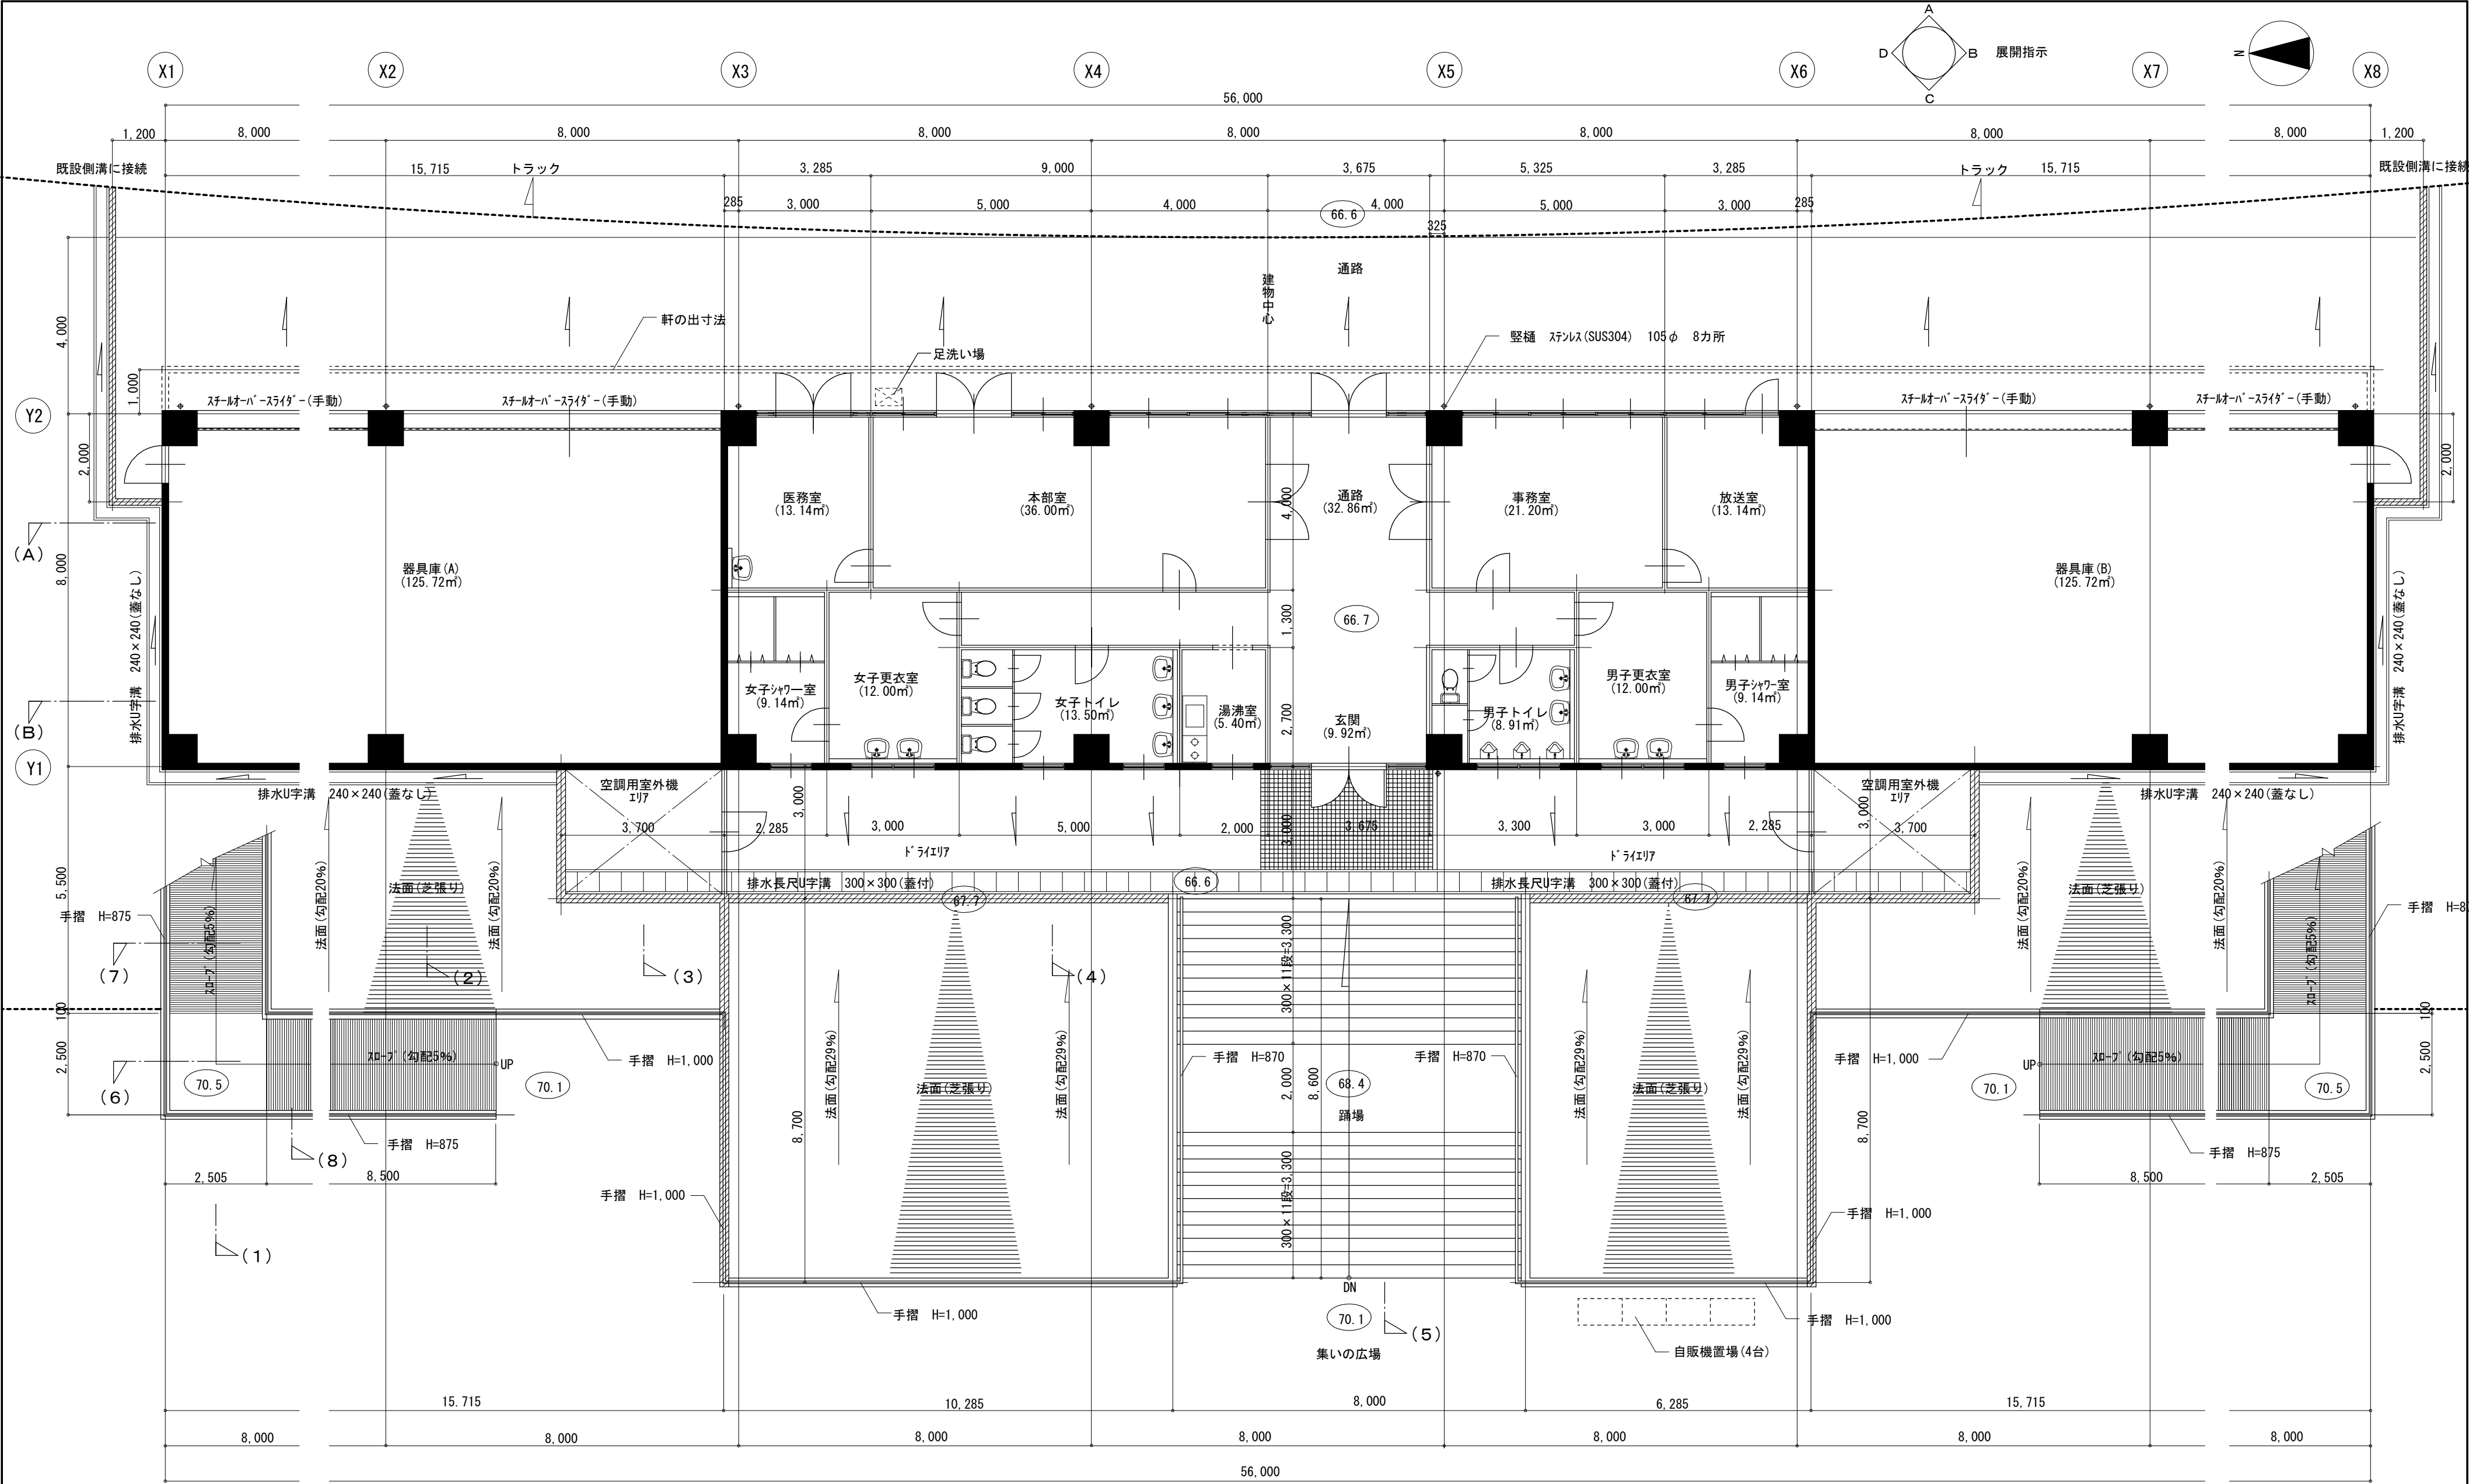 A
D
B
展開指示
C
N
X1
X2
X3
X4
X5
X6
X7
X8
56,000
1,200
8,000
8,000
8,000
8,000
8,000
8,000
8,000
1,200
既設側溝に接続
15,715
トラック
3,285
9,000
3,675
5,325
3,285
トラック
15,715
既設側溝に接続
285
3,000
5,000
4,000
66.6
4,000
5,000
3,000
285
325
通路
建物中心
4,000
軒の出寸法
足洗い場
竪樋 ステンレス(SUS304) 105φ 8カ所
1,000
Y2
スチールオーバースライダー(手動)
スチールオーバースライダー(手動)
スチールオーバースライダー(手動)
スチールオーバースライダー(手動)
2,000
2,000
医務室
(13.14㎡)
本部室
(36.00㎡)
4,000
通路
(32.86㎡)
事務室
(21.20㎡)
放送室
(13.14㎡)
(A)
8,000
器具庫(A)
(125.72㎡)
器具庫(B)
(125.72㎡)
排水U字溝 240×240(蓋なし)
排水U字溝 240×240(蓋なし)
1,300
66.7
女子シャワー室
(9.14㎡)
女子更衣室
(12.00㎡)
女子トイレ
(13.50㎡)
湯沸室
(5.40㎡)
2,700
玄関
(9.92㎡)
男子トイレ
(8.91㎡)
男子更衣室
(12.00㎡)
男子シャワー室
(9.14㎡)
(B)
Y1
排水U字溝 240×240(蓋なし)
空調用室外機
エリア
3,000
3,000
空調用室外機
エリア
3,000
排水U字溝 240×240(蓋なし)
3,700
2,285
3,000
5,000
2,000
3,675
3,300
3,000
2,285
3,700
ドライエリア
ドライエリア
排水長尺U字溝 300×300(蓋付)
66.6
排水長尺U字溝 300×300(蓋付)
67.7
67.7
5,500
手摺 H=875
スロープ(勾配5%)
法面(勾配20%)
法面(芝張り)
法面(勾配20%)
法面(勾配20%)
法面(芝張り)
法面(勾配20%)
スロープ(勾配5%)
(7)
(2)
(3)
(4)
300×11段=3,300
100
100
2,500
スロープ(勾配5%)
UP
70.5
70.1
手摺 H=1,000
法面(勾配29%)
法面(芝張り)
法面(勾配29%)
手摺 H=870
手摺 H=870
2,000
8,600
68.4
踊場
法面(勾配29%)
法面(芝張り)
法面(勾配29%)
手摺 H=1,000
70.1
UP
スロープ(勾配5%)
70.5
2,500
(6)
8,700
8,700
手摺 H=875
手摺 H=875
(8)
2,505
8,500
8,500
2,505
300×11段=3,300
手摺 H=1,000
手摺 H=1,000
(1)
DN
手摺 H=1,000
70.1
(5)
手摺 H=1,000
集いの広場
自販機置場(4台)
15.715
10,285
8,000
6,285
15,715
8,000
8,000
8,000
8,000
8,000
8,000
8,000
56,000